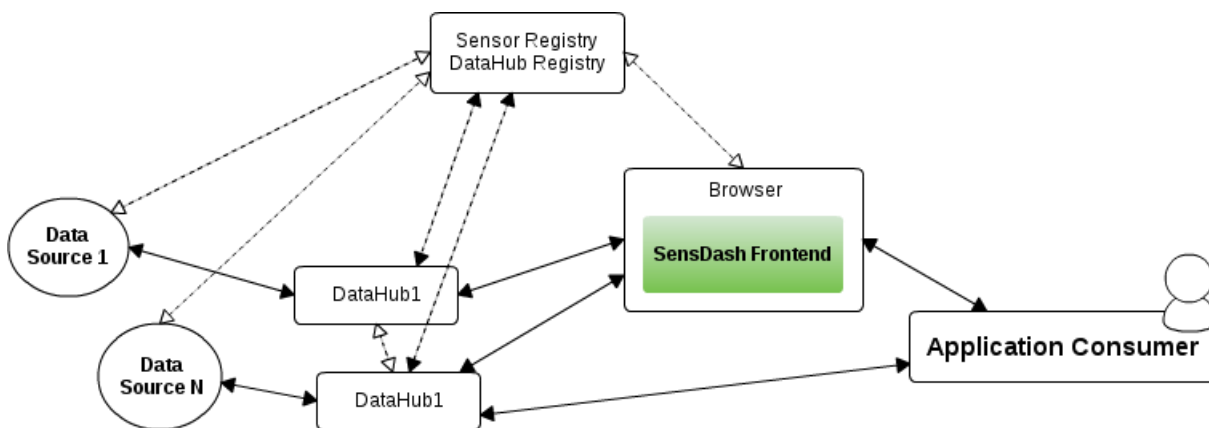 Sensor Registry
DataHub Registry
Browser
SensDash Frontend
Data
Source 1
DataHub1
Application Consumer
Data
Source N
DataHub1